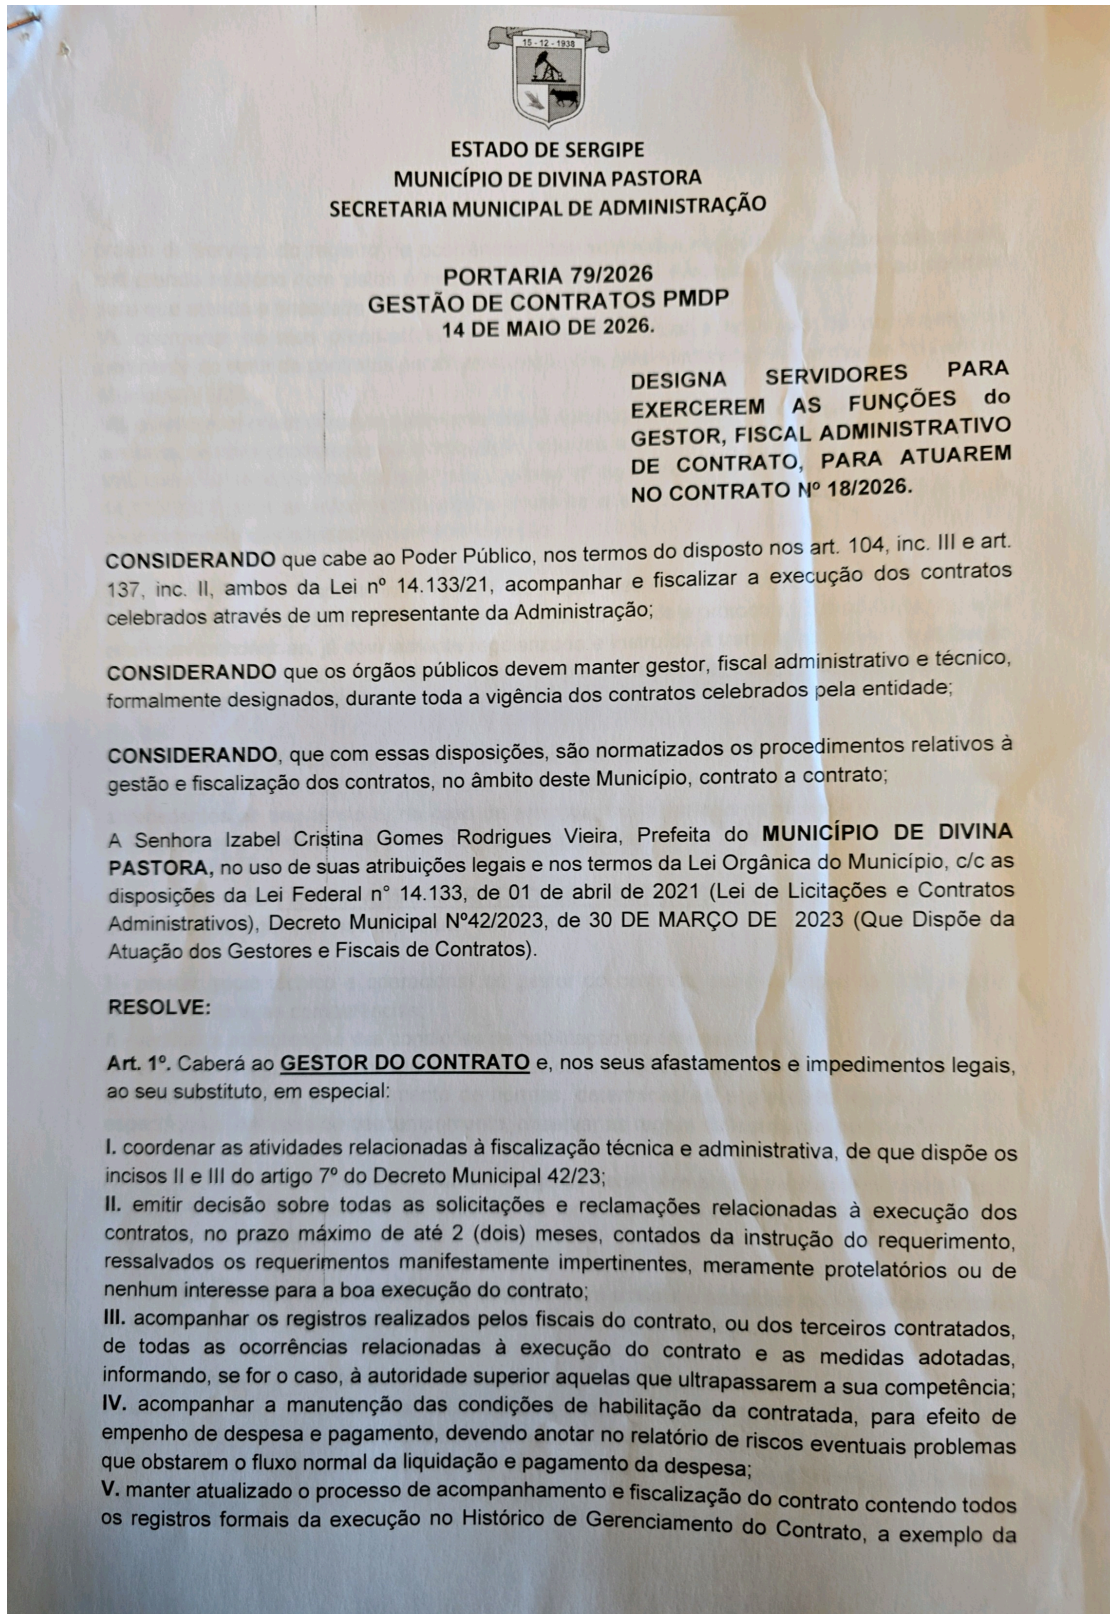 15 - 12 - 1938
ESTADO DE SERGIPE
MUNICÍPIO DE DIVINA PASTORA
SECRETARIA MUNICIPAL DE ADMINISTRAÇÃO
PORTARIA 79/2026
GESTÃO DE CONTRATOS PMDP
14 DE MAIO DE 2026.
DESIGNA SERVIDORES PARA
EXERCEREM AS FUNÇÕES do
GESTOR, FISCAL ADMINISTRATIVO
DE CONTRATO, PARA ATUAREM
NO CONTRATO Nº 18/2026.
CONSIDERANDO que cabe ao Poder Público, nos termos do disposto nos art. 104, inc. III e art.
137, inc. II, ambos da Lei nº 14.133/21, acompanhar e fiscalizar a execução dos contratos
celebrados através de um representante da Administração;
CONSIDERANDO que os órgãos públicos devem manter gestor, fiscal administrativo e técnico,
formalmente designados, durante toda a vigência dos contratos celebrados pela entidade;
CONSIDERANDO, que com essas disposições, são normatizados os procedimentos relativos à
gestão e fiscalização dos contratos, no âmbito deste Município, contrato a contrato;
A Senhora Izabel Cristina Gomes Rodrigues Vieira, Prefeita do MUNICÍPIO DE DIVINA
PASTORA, no uso de suas atribuições legais e nos termos da Lei Orgânica do Município, c/c as
disposições da Lei Federal n° 14.133, de 01 de abril de 2021 (Lei de Licitações e Contratos
Administrativos), Decreto Municipal Nº42/2023, de 30 DE MARÇO DE 2023 (Que Dispõe da
Atuação dos Gestores e Fiscais de Contratos).
RESOLVE:
Art. 1º. Caberá ao GESTOR DO CONTRATO e, nos seus afastamentos e impedimentos legais,
ao seu substituto, em especial:
I. coordenar as atividades relacionadas à fiscalização técnica e administrativa, de que dispõe os
incisos II e III do artigo 7º do Decreto Municipal 42/23;
II. emitir decisão sobre todas as solicitações e reclamações relacionadas à execução dos
contratos, no prazo máximo de até 2 (dois) meses, contados da instrução do requerimento,
ressalvados os requerimentos manifestamente impertinentes, meramente protelatórios ou de
nenhum interesse para a boa execução do contrato;
III. acompanhar os registros realizados pelos fiscais do contrato, ou dos terceiros contratados,
de todas as ocorrências relacionadas à execução do contrato e as medidas adotadas,
informando, se for o caso, à autoridade superior aquelas que ultrapassarem a sua competência;
IV. acompanhar a manutenção das condições de habilitação da contratada, para efeito de
empenho de despesa e pagamento, devendo anotar no relatório de riscos eventuais problemas
que obstarem o fluxo normal da liquidação e pagamento da despesa;
V. manter atualizado o processo de acompanhamento e fiscalização do contrato contendo todos
os registros formais da execução no Histórico de Gerenciamento do Contrato, a exemplo da